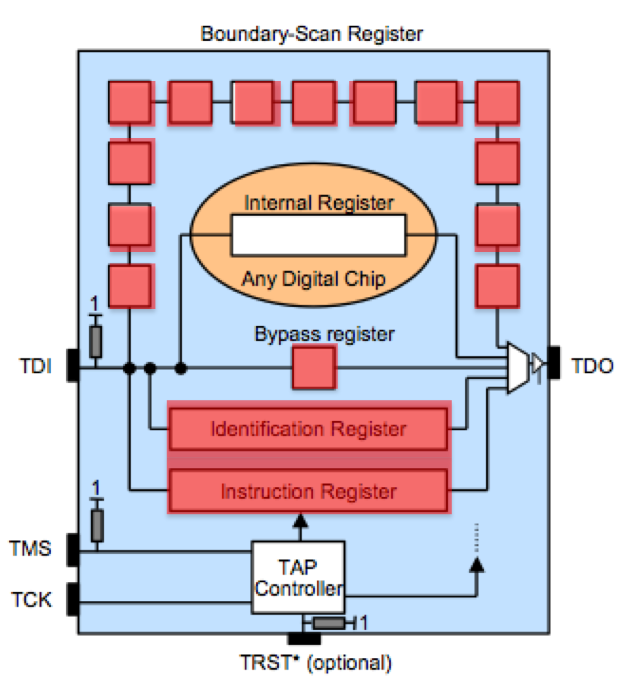 Boundary-Scan Register
Internal Register
Any Digital Chip
1
Bypass register
TDI
TDO
Identification Register
Instruction Register
1
TMS
TAP
Controller
TCK
1
TRST* (optional)